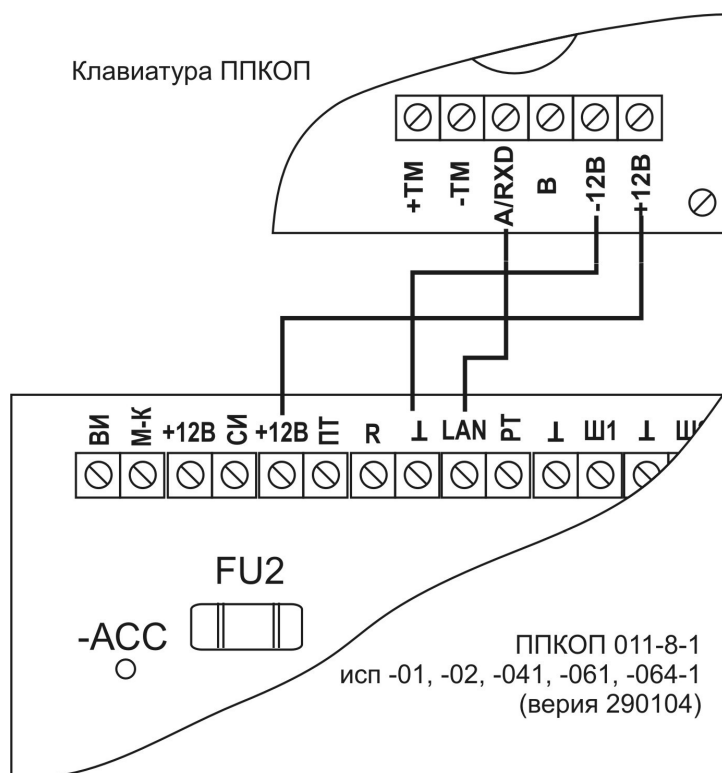 Клавиатура ППКОП
+ТМ
-ТМ
A/RXD
В
-12В
+12В
ВИ
М-К
+12В
СИ
+12В
ПТ
R
⊥
LAN
РТ
⊥
Ш1
⊥
FU2
-АСС
ППКОП 011-8-1
исп -01, -02, -041, -061, -064-1
(верия 290104)